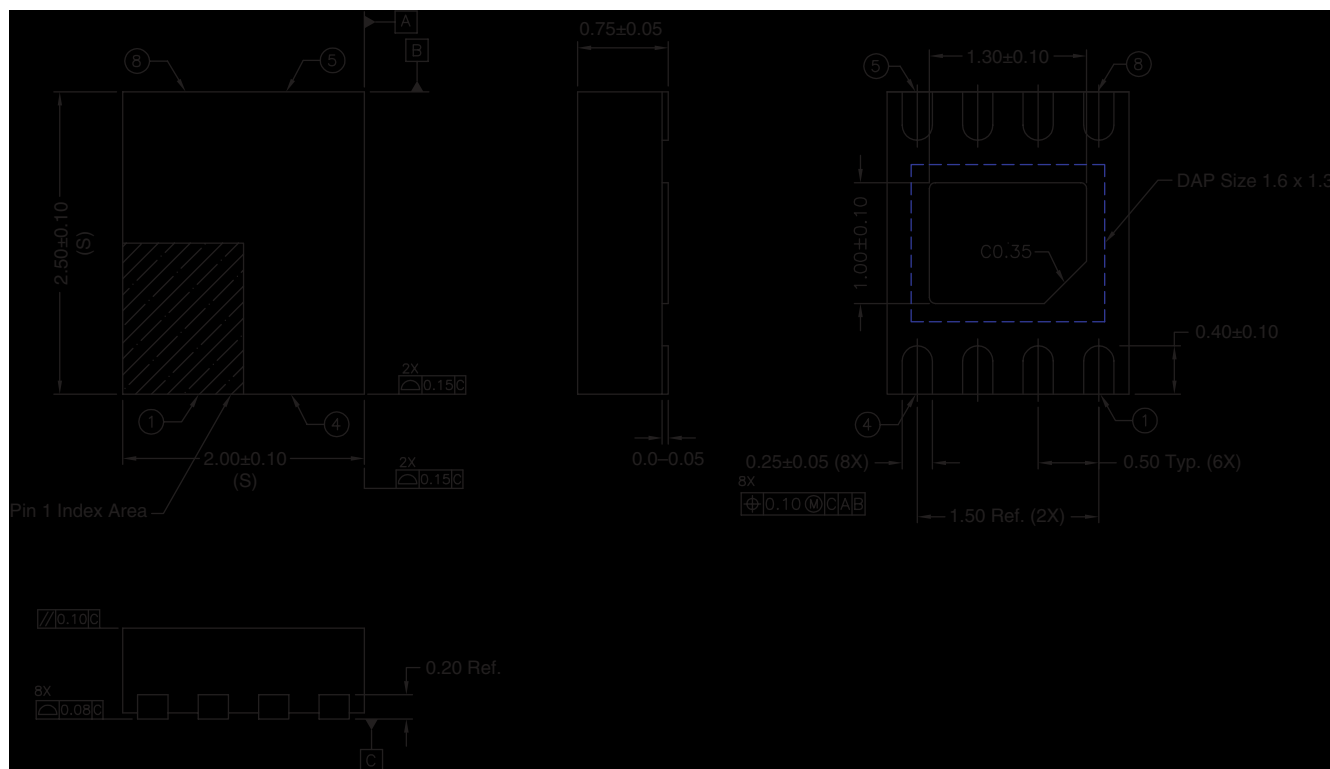 A
B
8
5
2.50±0.10
(S)
2X
0.15 C
1
4
2.00±0.10
(S)
2X
0.15 C
Pin 1 Index Area
0.75±0.05
0.0–0.05
5
1.30±0.10
8
DAP Size 1.6 x 1.3
1.00±0.10
C0.35
0.40±0.10
4
1
0.25±0.05 (8X)
0.50 Typ. (6X)
8X
0.10 M C A B
1.50 Ref. (2X)
// 0.10 C
0.20 Ref.
8X
0.08 C
C